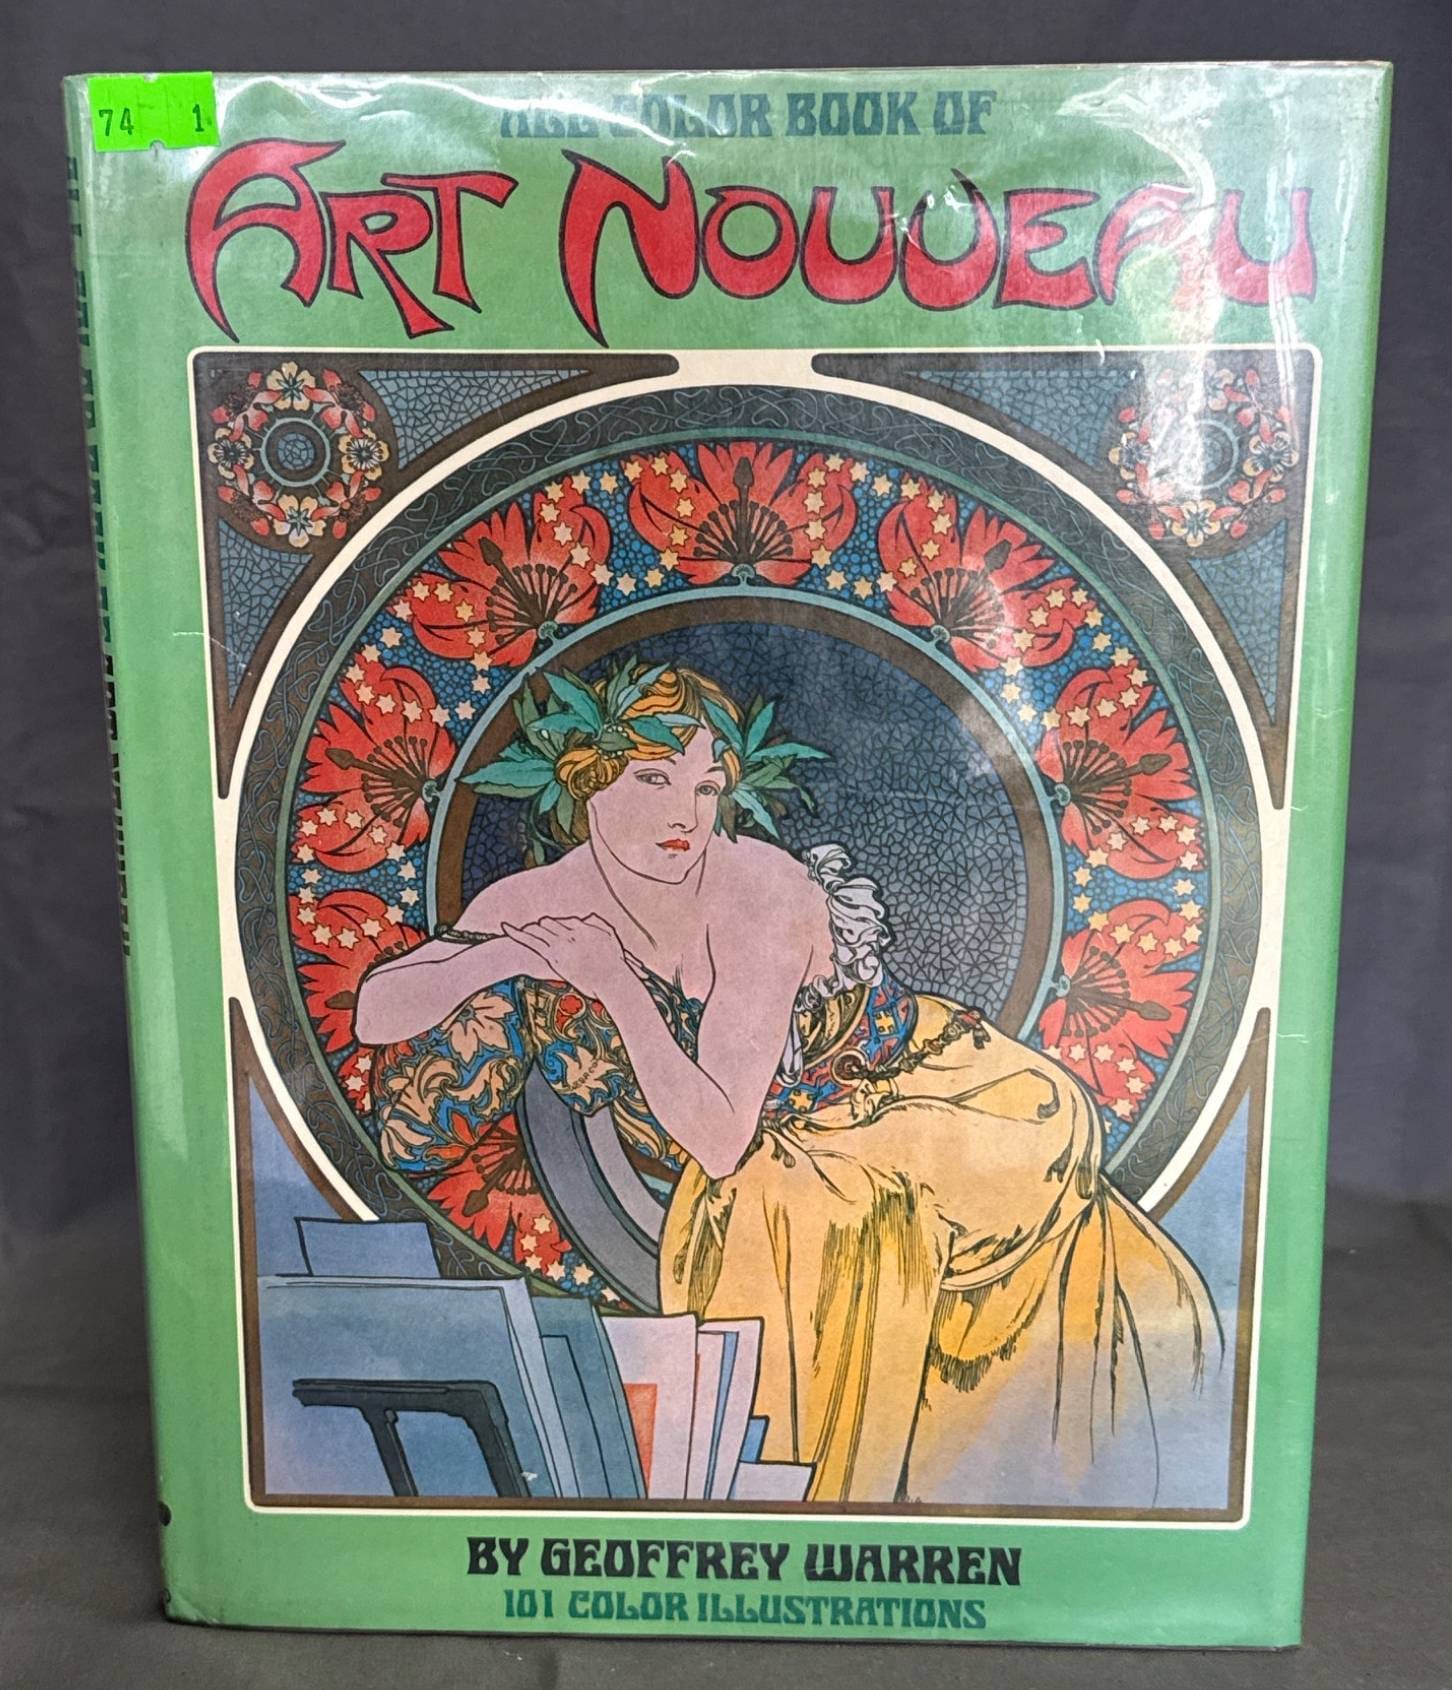 74 1
ALL COLOR BOOK OF
ART NOUVEAU
BY GEOFFREY WARREN
101 COLOR ILLUSTRATIONS